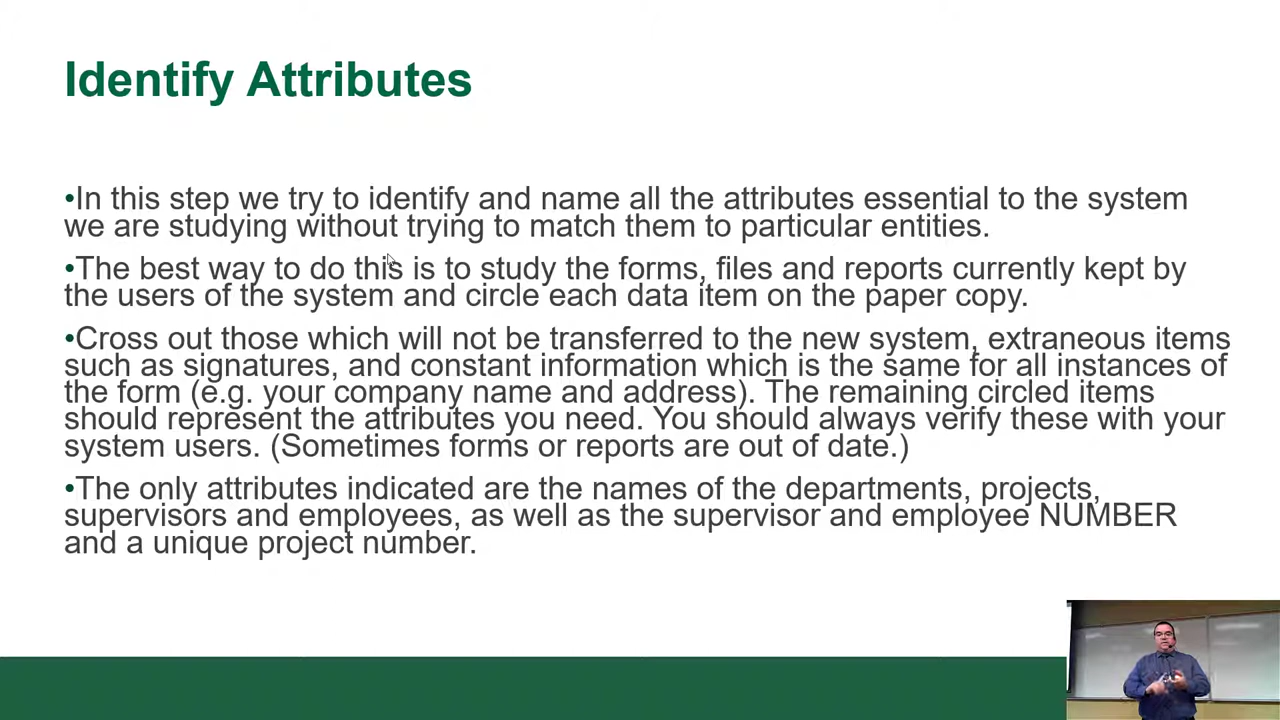 Identify Attributes
•In this step we try to identify and name all the attributes essential to the system
we are studying without trying to match them to particular entities.
•The best way to do this is to study the forms, files and reports currently kept by
the users of the system and circle each data item on the paper copy.
•Cross out those which will not be transferred to the new system, extraneous items
such as signatures, and constant information which is the same for all instances of
the form (e.g. your company name and address). The remaining circled items
should represent the attributes you need. You should always verify these with your
system users. (Sometimes forms or reports are out of date.)
•The only attributes indicated are the names of the departments, projects,
supervisors and employees, as well as the supervisor and employee NUMBER
and a unique project number.